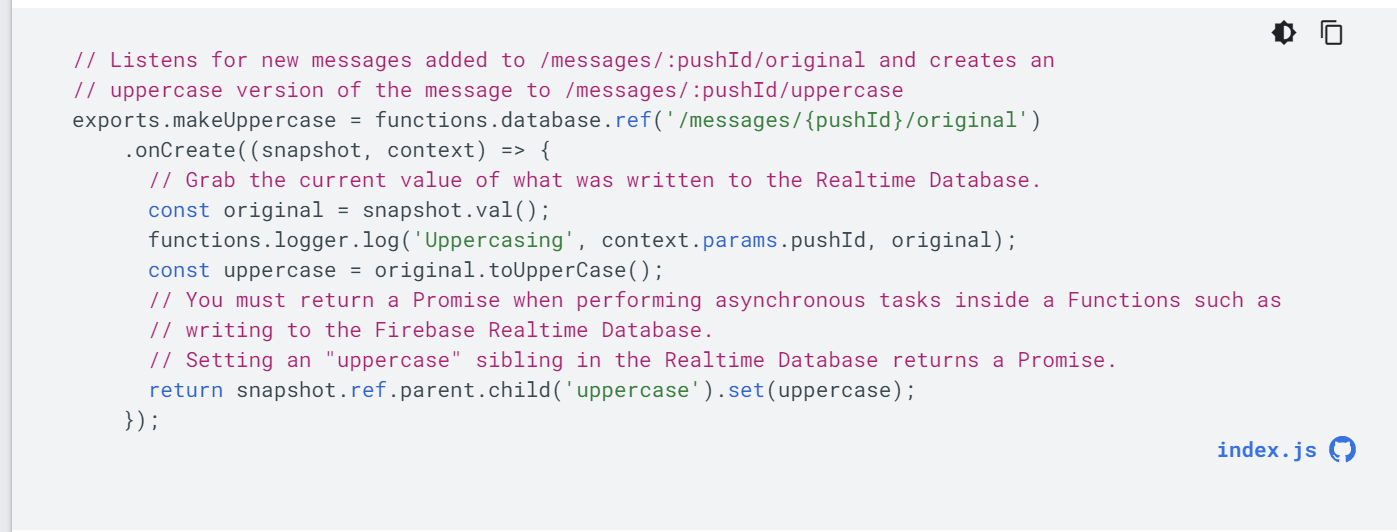 // Listens for new messages added to /messages/:pushId/original and creates an
// uppercase version of the message to /messages/:pushId/uppercase
exports.makeUppercase = functions.database.ref('/messages/{pushId}/original')
    .onCreate((snapshot, context) => {
      // Grab the current value of what was written to the Realtime Database.
      const original = snapshot.val();
      functions.logger.log('Uppercasing', context.params.pushId, original);
      const uppercase = original.toUpperCase();
      // You must return a Promise when performing asynchronous tasks inside a Functions such as
      // writing to the Firebase Realtime Database.
      // Setting an "uppercase" sibling in the Realtime Database returns a Promise.
      return snapshot.ref.parent.child('uppercase').set(uppercase);
    });
index.js